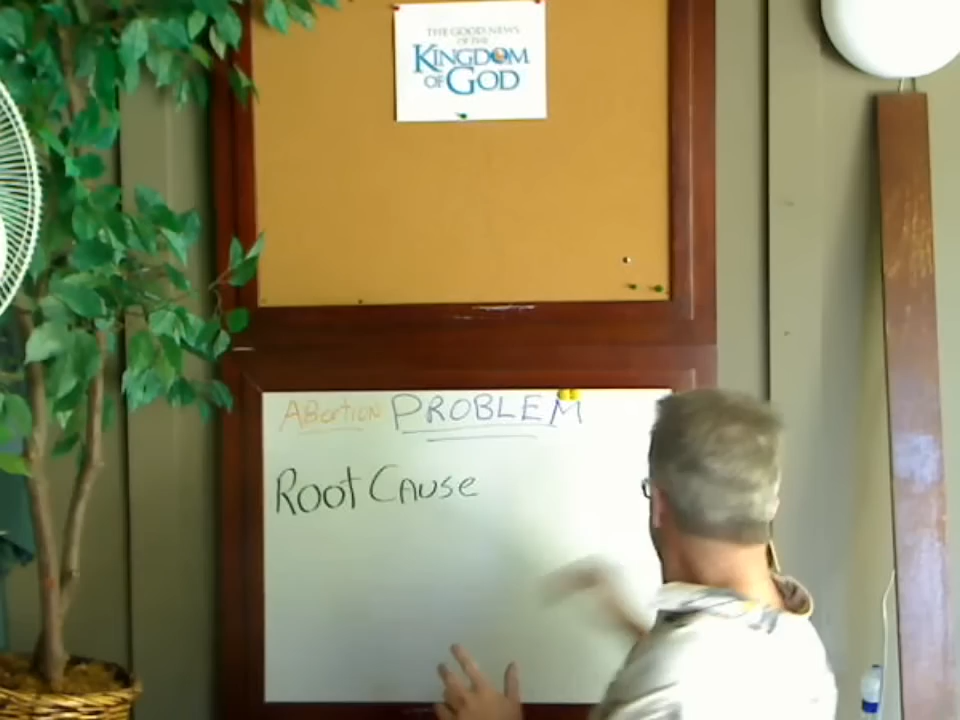 THE GOOD NEWS
OF THE
KINGDOM
OF GOD
ABortioN PROBLEM
Root CAUSe